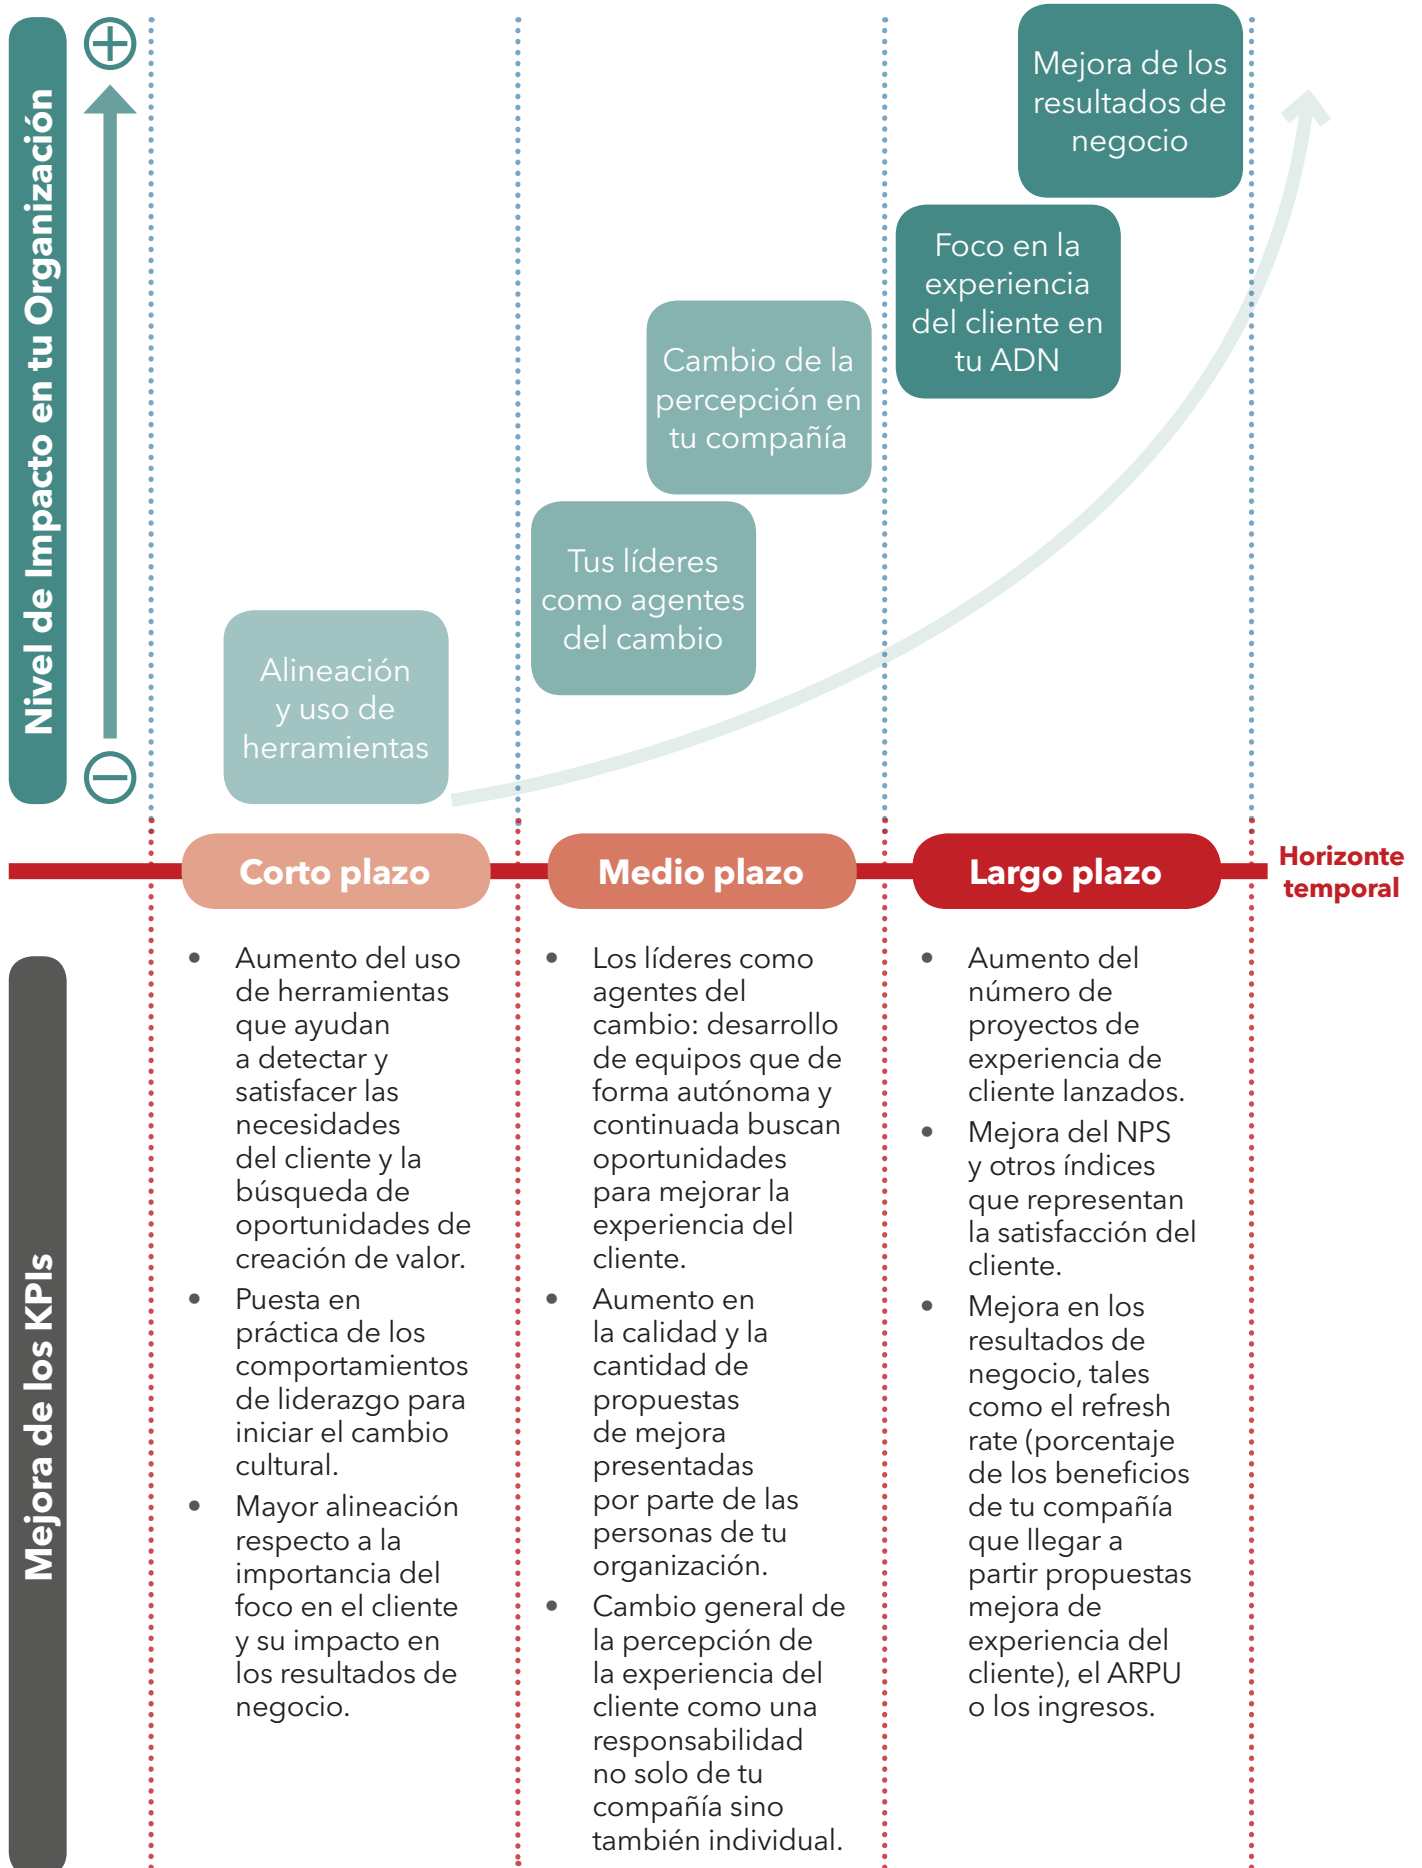 Nivel de Impacto en tu Organización
Mejora de los
resultados de
negocio
Foco en la
experiencia
del cliente en
tu ADN
Cambio de la
percepción en
tu compañía
Tus líderes
como agentes
del cambio
Alineación
y uso de
herramientas
Corto plazo
Medio plazo
Largo plazo
Horizonte
temporal
Mejora de los KPIs
• Aumento del uso
de herramientas
que ayudan
a detectar y
satisfacer las
necesidades
del cliente y la
búsqueda de
oportunidades de
creación de valor.
• Puesta en
práctica de los
comportamientos
de liderazgo para
iniciar el cambio
cultural.
• Mayor alineación
respecto a la
importancia del
foco en el cliente
y su impacto en
los resultados de
negocio.
• Los líderes como
agentes del
cambio: desarrollo
de equipos que de
forma autónoma y
continuada buscan
oportunidades
para mejorar la
experiencia del
cliente.
• Aumento en
la calidad y la
cantidad de
propuestas
de mejora
presentadas
por parte de las
personas de tu
organización.
• Cambio general de
la percepción de
la experiencia del
cliente como una
responsabilidad
no solo de tu
compañía sino
también individual.
• Aumento del
número de
proyectos de
experiencia de
cliente lanzados.
• Mejora del NPS
y otros índices
que representan
la satisfacción del
cliente.
• Mejora en los
resultados de
negocio, tales
como el refresh
rate (porcentaje
de los beneficios
de tu compañía
que llegar a
partir propuestas
mejora de
experiencia del
cliente), el ARPU
o los ingresos.